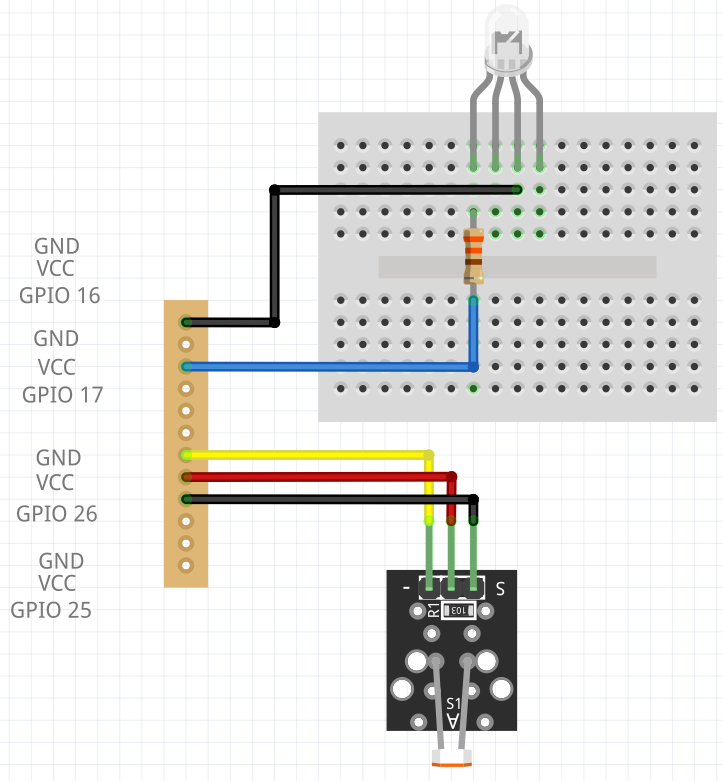 GND
VCC
GPIO 16
GND
VCC
GPIO 17
GND
VCC
GPIO 26
GND
VCC
GPIO 25
- S
R1
103
S1
A